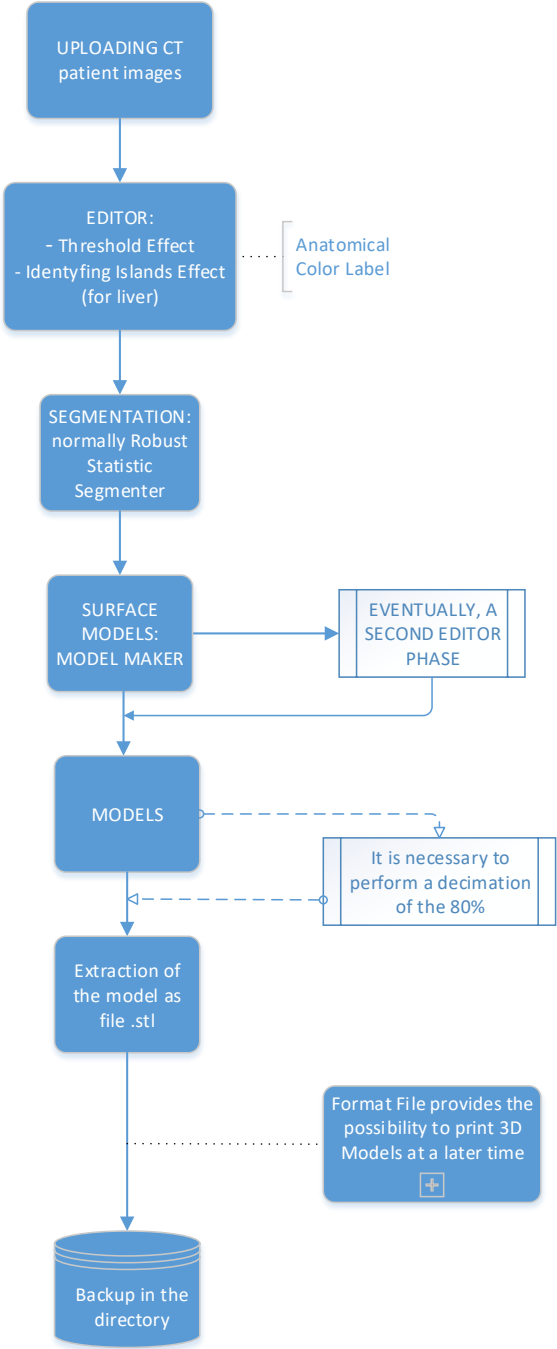 UPLOADING CT
patient images
EDITOR:
- Threshold Effect
- Identyfing Islands Effect
(for liver)
Anatomical
Color Label
SEGMENTATION:
normally Robust
Statistic
Segmenter
SURFACE
MODELS:
MODEL MAKER
EVENTUALLY, A
SECOND EDITOR
PHASE
MODELS
It is necessary to
perform a decimation
of the 80%
Extraction of
the model as
file .stl
Format File provides the
possibility to print 3D
Models at a later time
Backup in the
directory